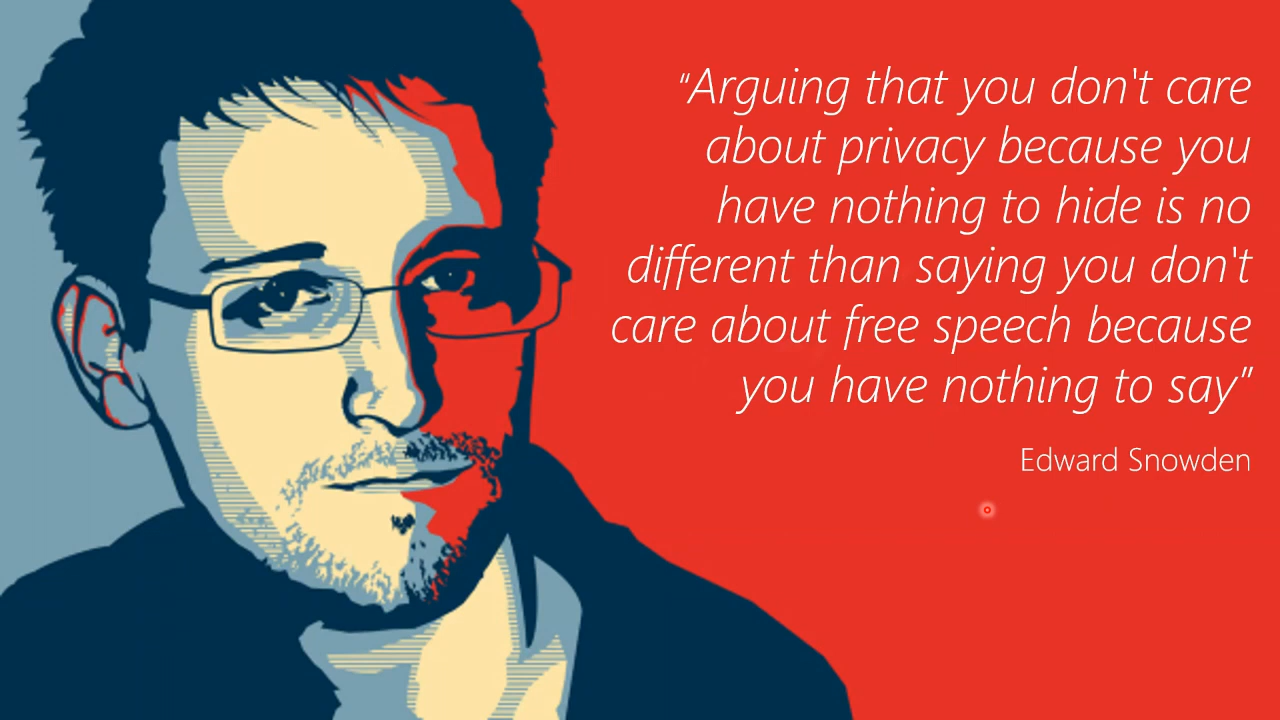 “Arguing that you don't care
about privacy because you
have nothing to hide is no
different than saying you don't
care about free speech because
you have nothing to say”
Edward Snowden